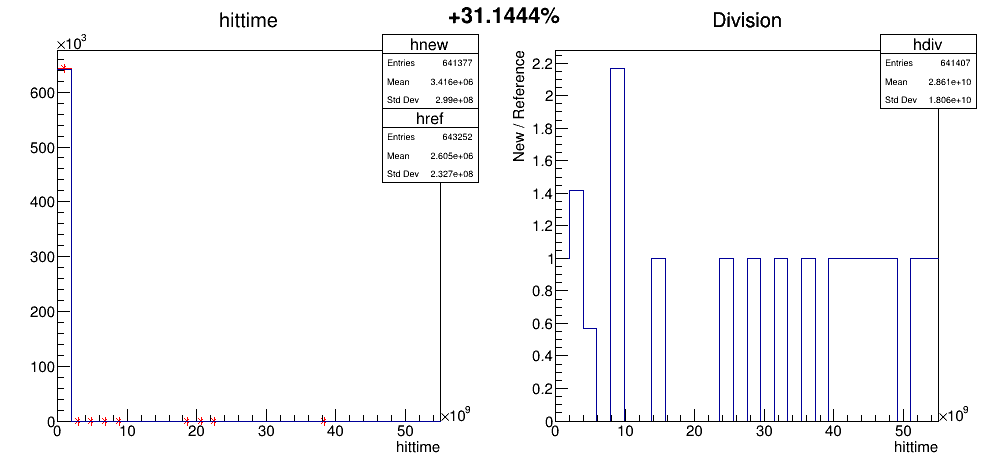 +31.1444%
hittime
×10³
hnew
Entries 641377
Mean 3.416e+06
Std Dev 2.99e+08
href
Entries 643252
Mean 2.605e+06
Std Dev 2.327e+08
600
500
400
300
200
100
0
0 10 20 30 40 50
×10⁹
hittime
Division
hdiv
Entries 641407
Mean 2.861e+10
Std Dev 1.806e+10
New / Reference
2.2
2
1.8
1.6
1.4
1.2
1
0.8
0.6
0.4
0.2
0
0 10 20 30 40 50
×10⁹
hittime